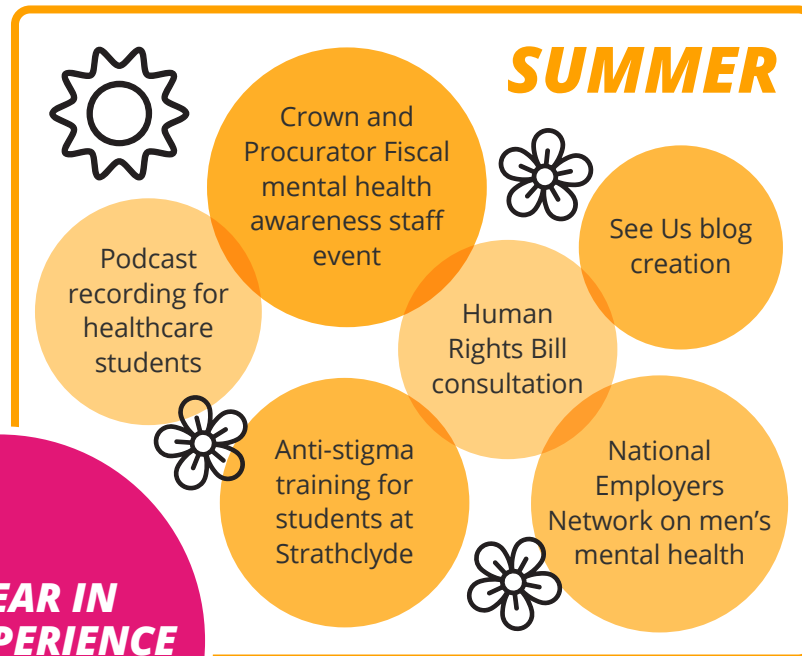 SUMMER
Crown and
Procurator Fiscal
mental health
awareness staff
event
See Us blog
creation
Podcast
recording for
healthcare
students
Human
Rights Bill
consultation
Anti-stigma
training for
students at
Strathclyde
National
Employers
Network on men’s
mental health
EAR IN
PERIENCE